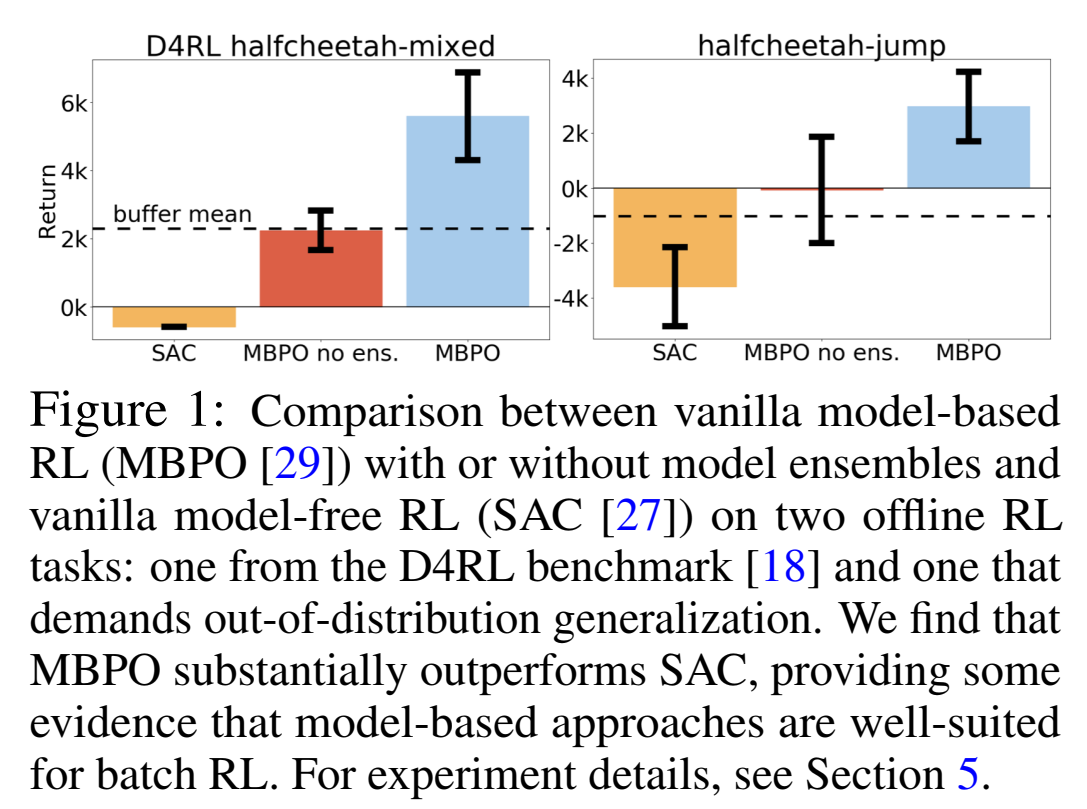 D4RL halfcheetah-mixed
6k
4k
2k
0k
Return
buffer mean
SAC MBPO no ens. MBPO
halfcheetah-jump
4k
2k
0k
-2k
-4k
SAC MBPO no ens. MBPO
Figure 1: Comparison between vanilla model-based
RL (MBPO [29]) with or without model ensembles and
vanilla model-free RL (SAC [27]) on two offline RL
tasks: one from the D4RL benchmark [18] and one that
demands out-of-distribution generalization. We find that
MBPO substantially outperforms SAC, providing some
evidence that model-based approaches are well-suited
for batch RL. For experiment details, see Section 5.